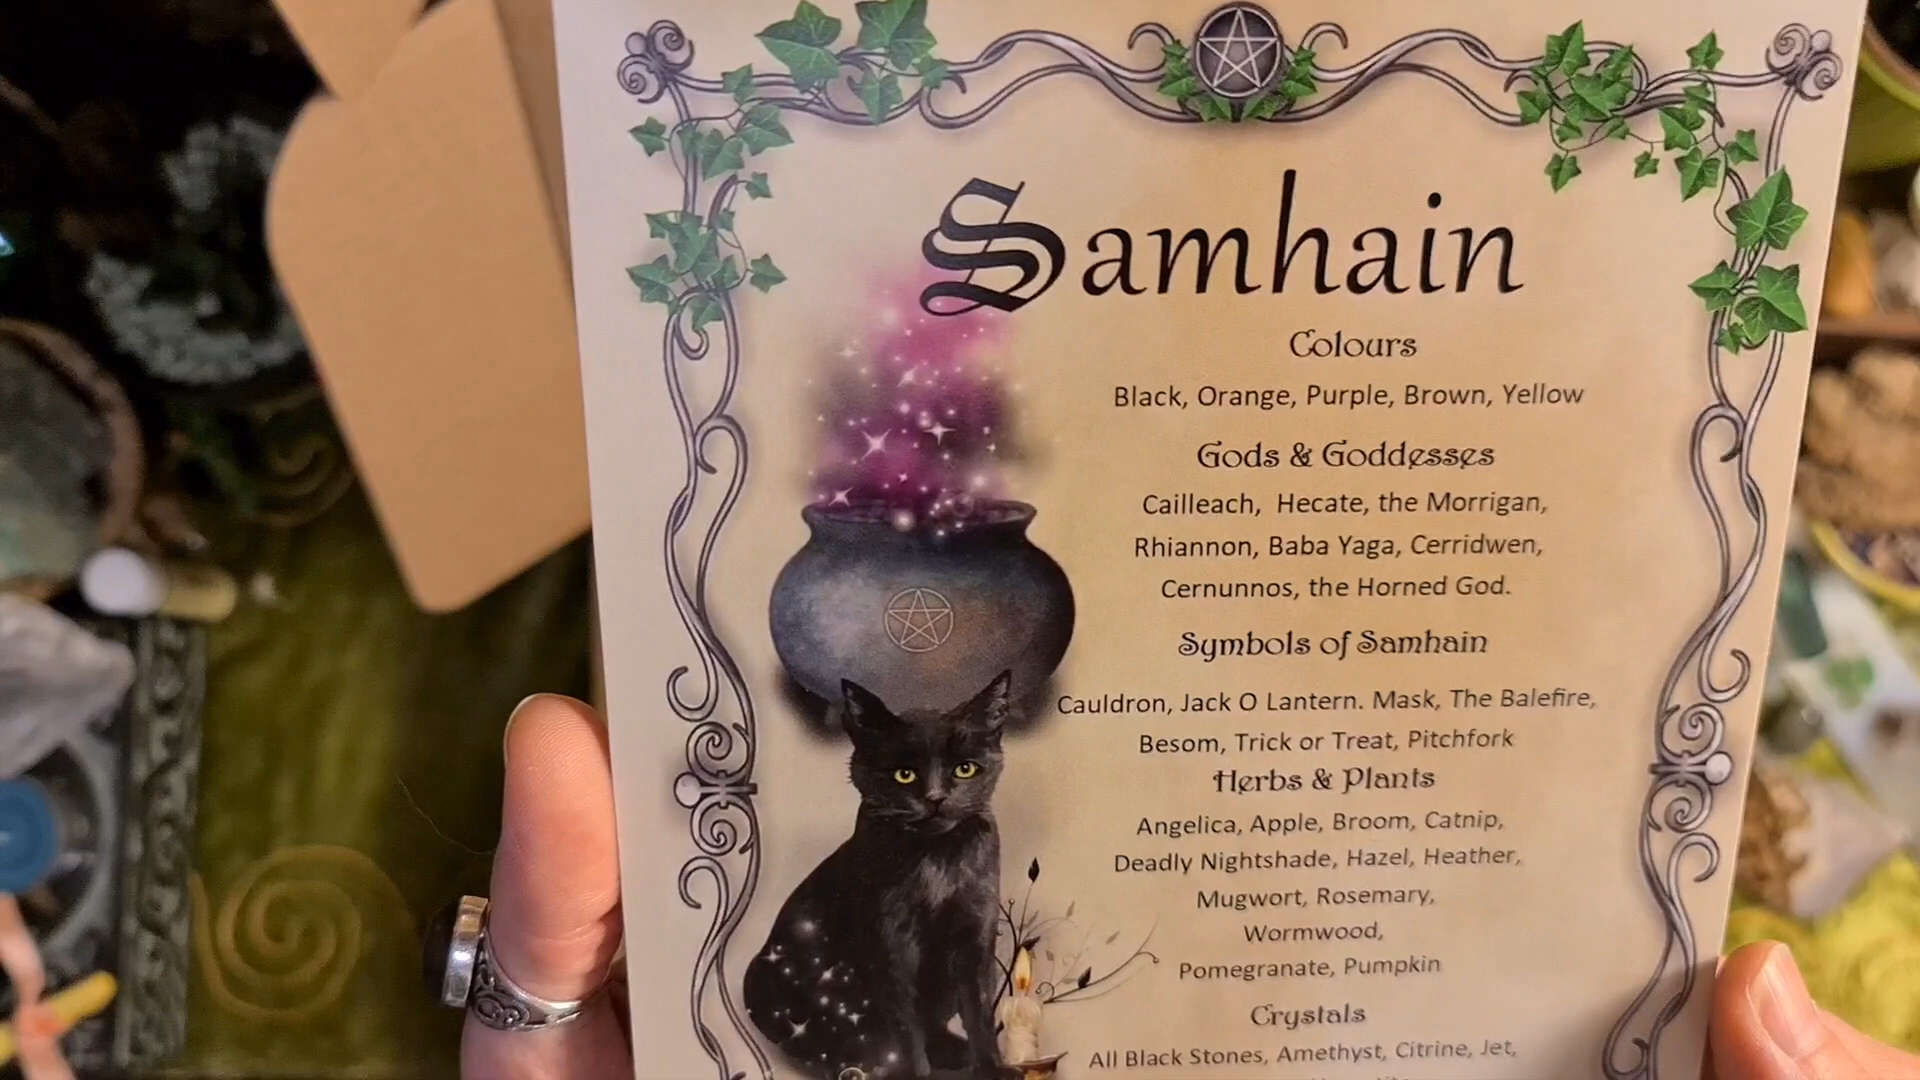 Samhain
Colours
Black, Orange, Purple, Brown, Yellow
Gods & Goddesses
Cailleach, Hecate, the Morrigan,
Rhiannon, Baba Yaga, Cerridwen,
Cernunnos, the Horned God.
Symbols of Samhain
Cauldron, Jack O Lantern. Mask, The Balefire,
Besom, Trick or Treat, Pitchfork
Herbs & Plants
Angelica, Apple, Broom, Catnip,
Deadly Nightshade, Hazel, Heather,
Mugwort, Rosemary,
Wormwood,
Pomegranate, Pumpkin
Crystals
All Black Stones, Amethyst, Citrine, Jet,